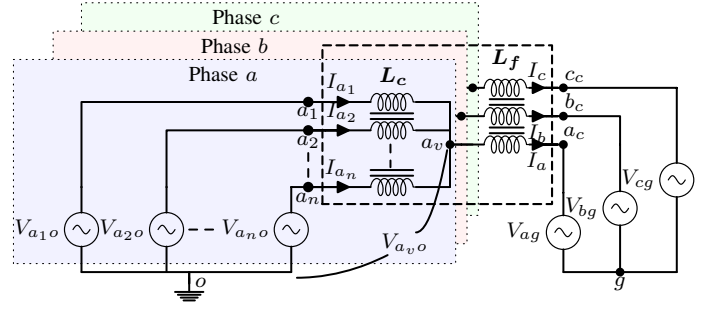 Phase c
Phase b
Phase a
L_c
L_f
I_{a_1}
I_{a_2}
I_{a_n}
a_1
a_2
a_n
a_v
I_c
I_b
I_a
c_c
b_c
a_c
V_{a_1o}
V_{a_2o}
V_{a_no}
V_{a_vo}
V_{ag}
V_{bg}
V_{cg}
o
g